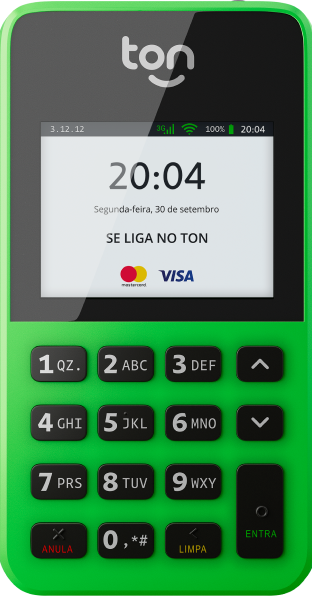 ton
3.12.12 3G 100% 20:04
20:04
Segunda-feira, 30 de setembro
SE LIGA NO TON
mastercard VISA
1 QZ. 2 ABC 3 DEF
4 GHI 5 JKL 6 MNO
7 PRS 8 TUV 9 WXY
ENTRA
ANULA 0 ,*# LIMPA